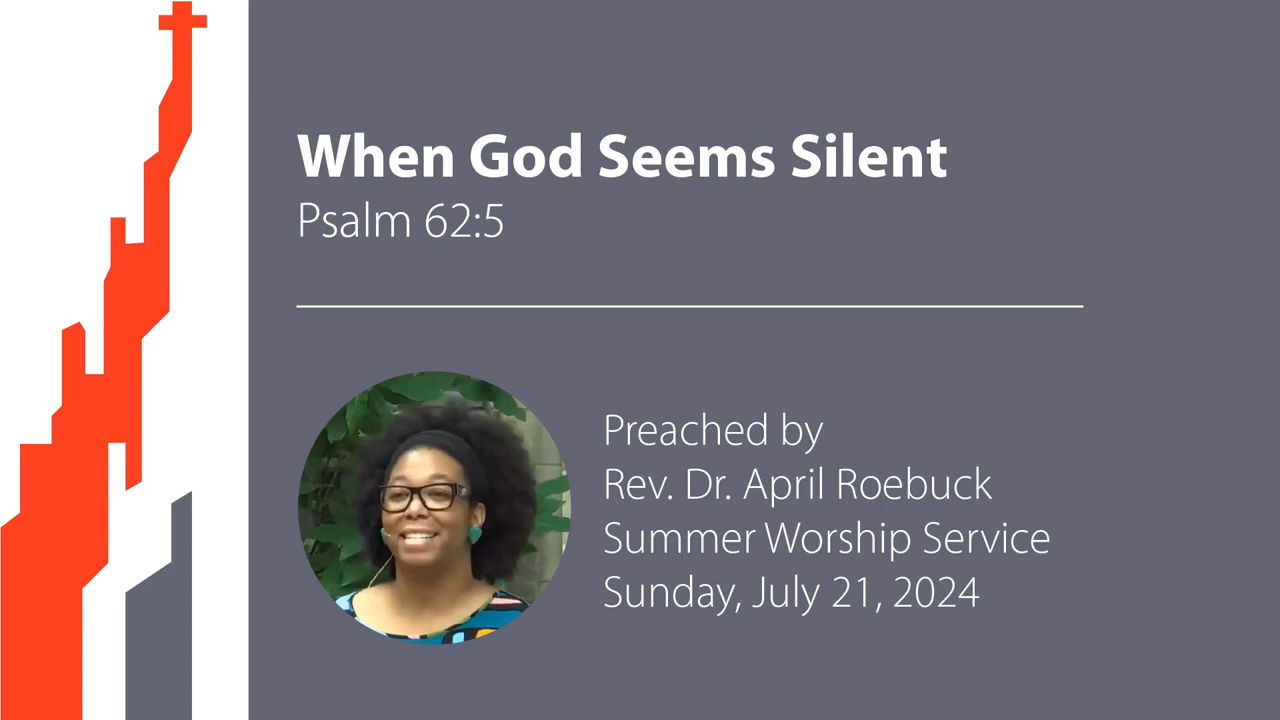 When God Seems Silent
Psalm 62:5
Preached by
Rev. Dr. April Roebuck
Summer Worship Service
Sunday, July 21, 2024